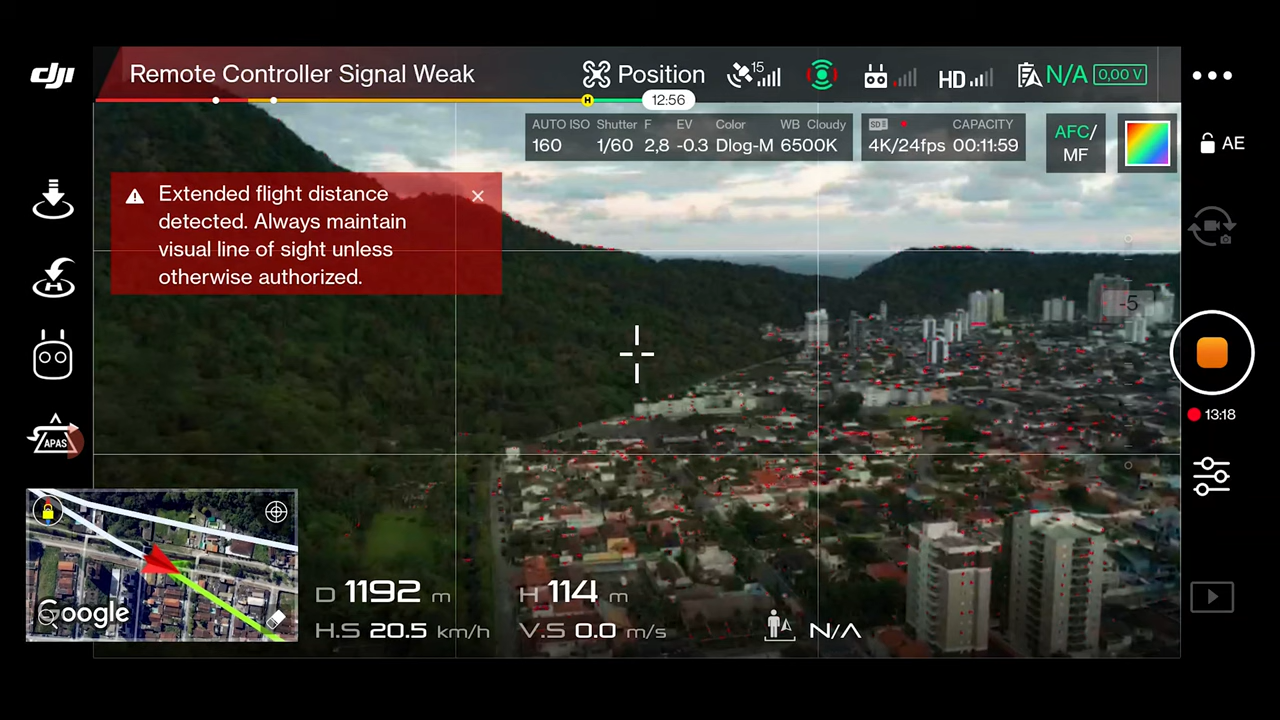 dji
Remote Controller Signal Weak
Position
15
HD
N/A
0,00 V
12:56
AUTO ISO Shutter F EV Color WB Cloudy
160 1/60 2,8 -0.3 Dlog-M 6500K
SD CAPACITY
4K/24fps 00:11:59
AFC/
MF
AE
Extended flight distance
detected. Always maintain
visual line of sight unless
otherwise authorized.
-5
H
APAS
13:18
Google
D 1192 m
H 114 m
H.S 20.5 km/h
V.S 0.0 m/s
N/A